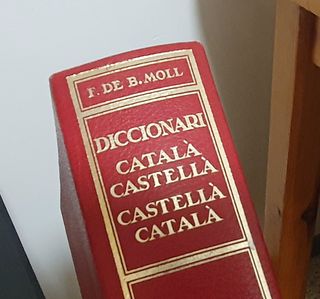 F. DE B. MOLL
DICCIONARI
CATALÀ
CASTELLÀ
CASTELLÀ
CATALÀ